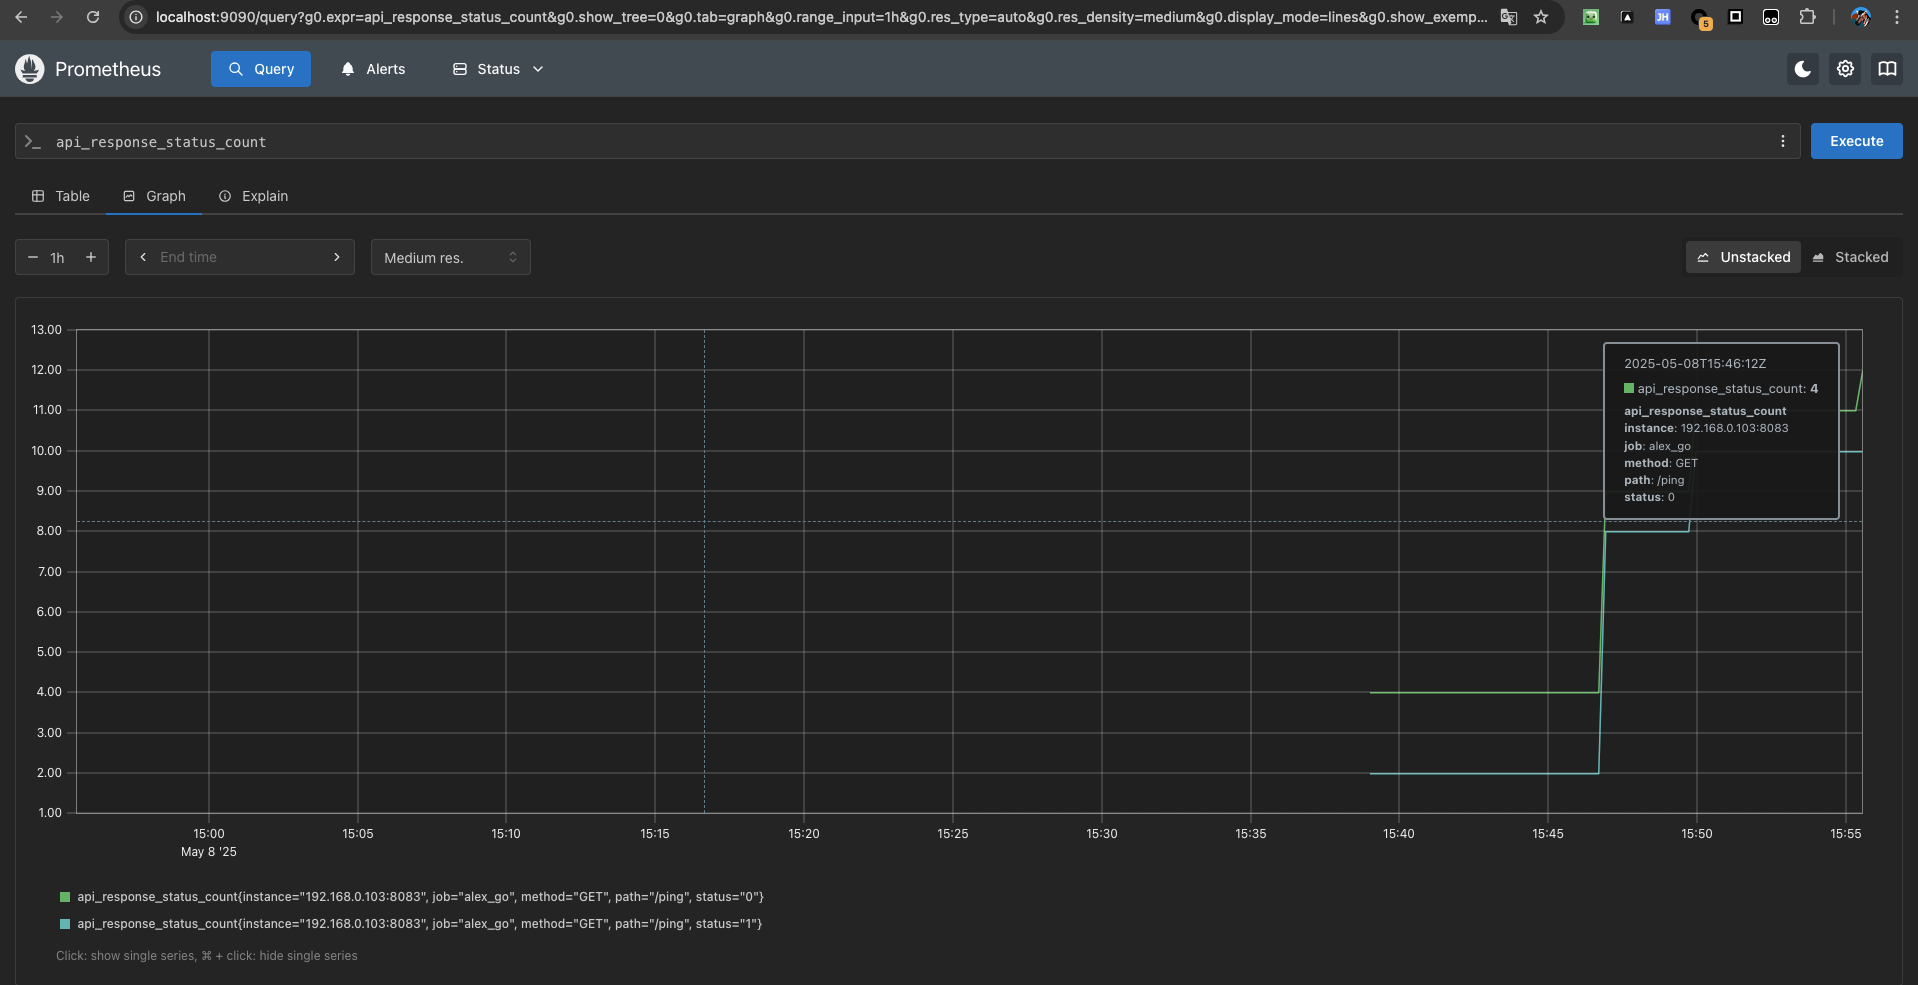 localhost:9090/query?g0.expr=api_response_status_count&g0.show_tree=0&g0.tab=graph&g0.range_input=1h&g0.res_type=auto&g0.res_density=medium&g0.display_mode=lines&g0.show_exemp...
JH
5
Prometheus
Query
Alerts
Status
>_ api_response_status_count
Execute
Table
Graph
Explain
− 1h +
End time
Medium res.
Unstacked
Stacked
13.00
12.00
11.00
10.00
9.00
8.00
7.00
6.00
5.00
4.00
3.00
2.00
1.00
2025-05-08T15:46:12Z
api_response_status_count: 4
api_response_status_count
instance: 192.168.0.103:8083
job: alex_go
method: GET
path: /ping
status: 0
15:00 15:05 15:10 15:15 15:20 15:25 15:30 15:35 15:40 15:45 15:50 15:55
May 8 '25
api_response_status_count{instance="192.168.0.103:8083", job="alex_go", method="GET", path="/ping", status="0"}
api_response_status_count{instance="192.168.0.103:8083", job="alex_go", method="GET", path="/ping", status="1"}
Click: show single series, ⌘ + click: hide single series